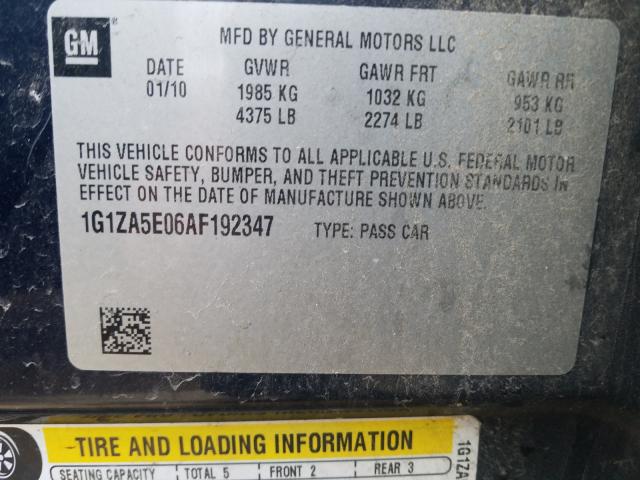 GM
MFD BY GENERAL MOTORS LLC
DATE GVWR GAWR FRT GAWR RR
01/10 1985 KG 1032 KG 953 KG
4375 LB 2274 LB 2101 LB
THIS VEHICLE CONFORMS TO ALL APPLICABLE U.S. FEDERAL MOTOR
VEHICLE SAFETY, BUMPER, AND THEFT PREVENTION STANDARDS IN
EFFECT ON THE DATE OF MANUFACTURE SHOWN ABOVE.
1G1ZA5E06AF192347 TYPE: PASS CAR
TIRE AND LOADING INFORMATION
SEATING CAPACITY TOTAL 5 FRONT 2 REAR 3
1G1ZA